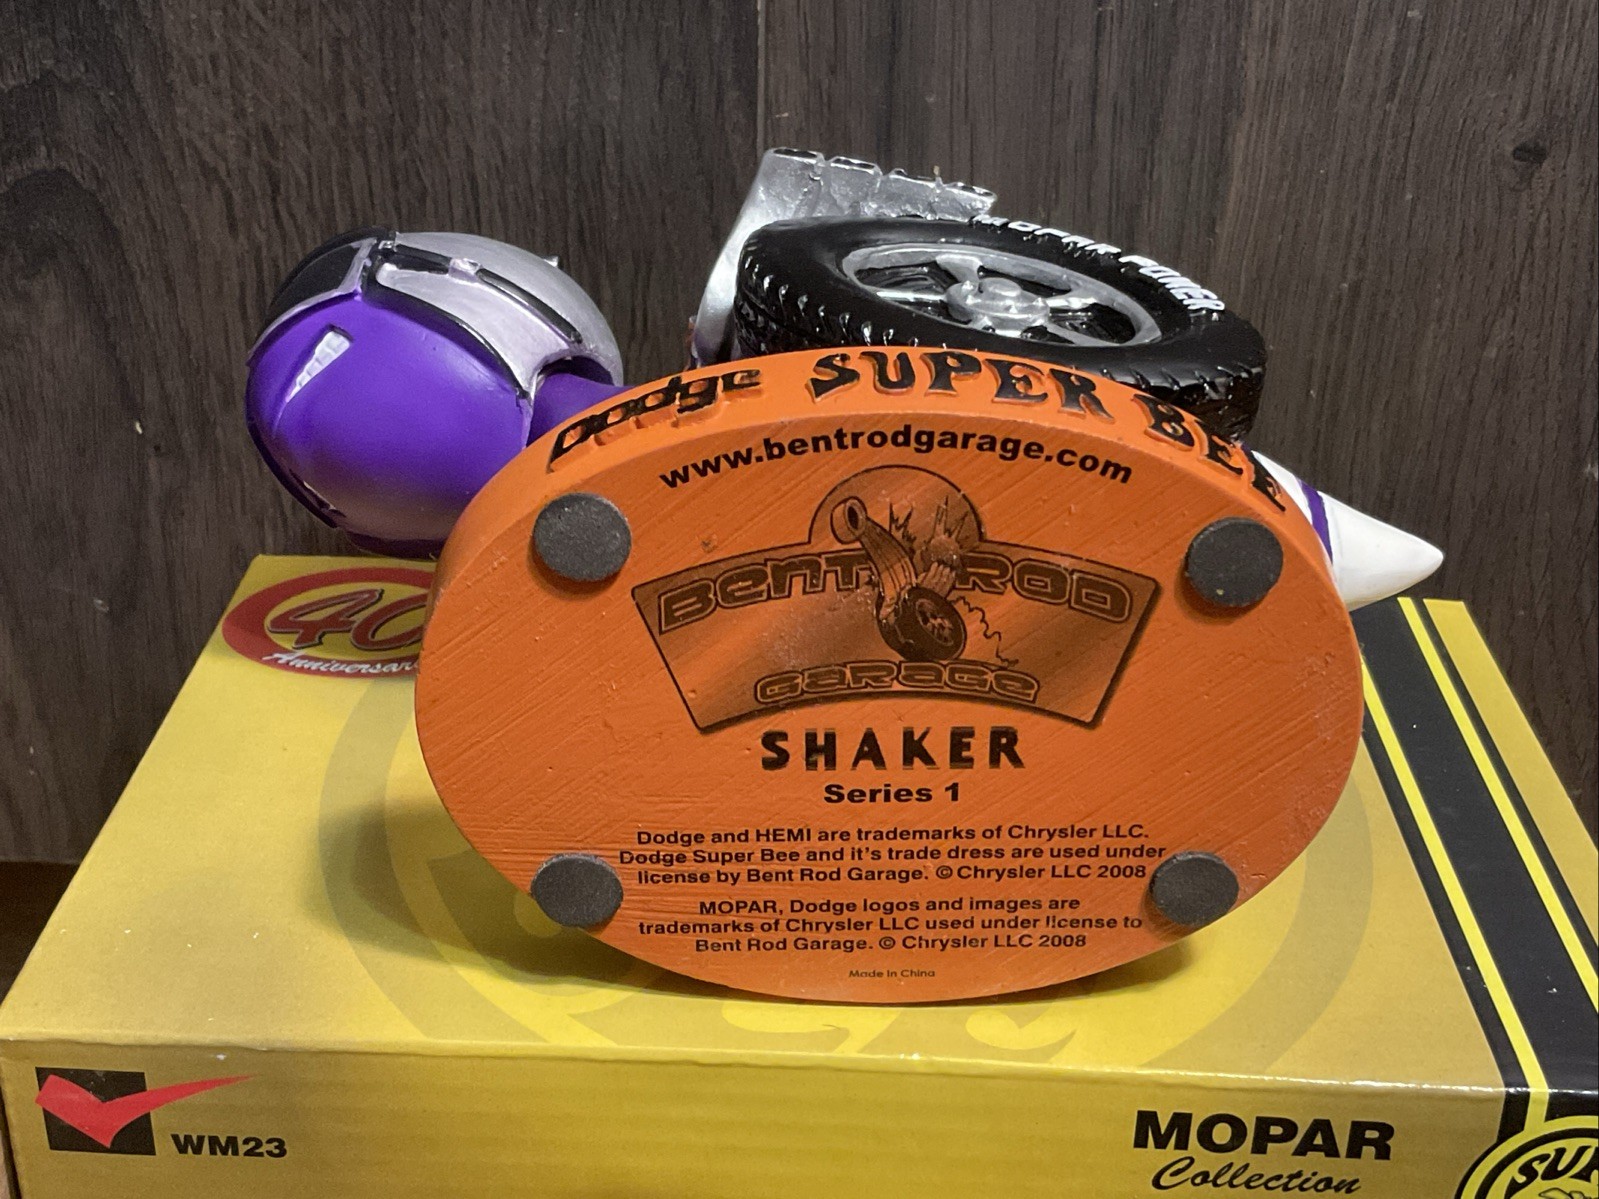 MOPAR POWER
Dodge SUPER BEE
www.bentrodgarage.com
BENT ROD
GARAGE
SHAKER
Series 1
Dodge and HEMI are trademarks of Chrysler LLC.
Dodge Super Bee and it's trade dress are used under
license by Bent Rod Garage. © Chrysler LLC 2008
MOPAR, Dodge logos and images are
trademarks of Chrysler LLC used under license to
Bent Rod Garage. © Chrysler LLC 2008
Made In China
40
Anniversar
WM23
MOPAR
Collection